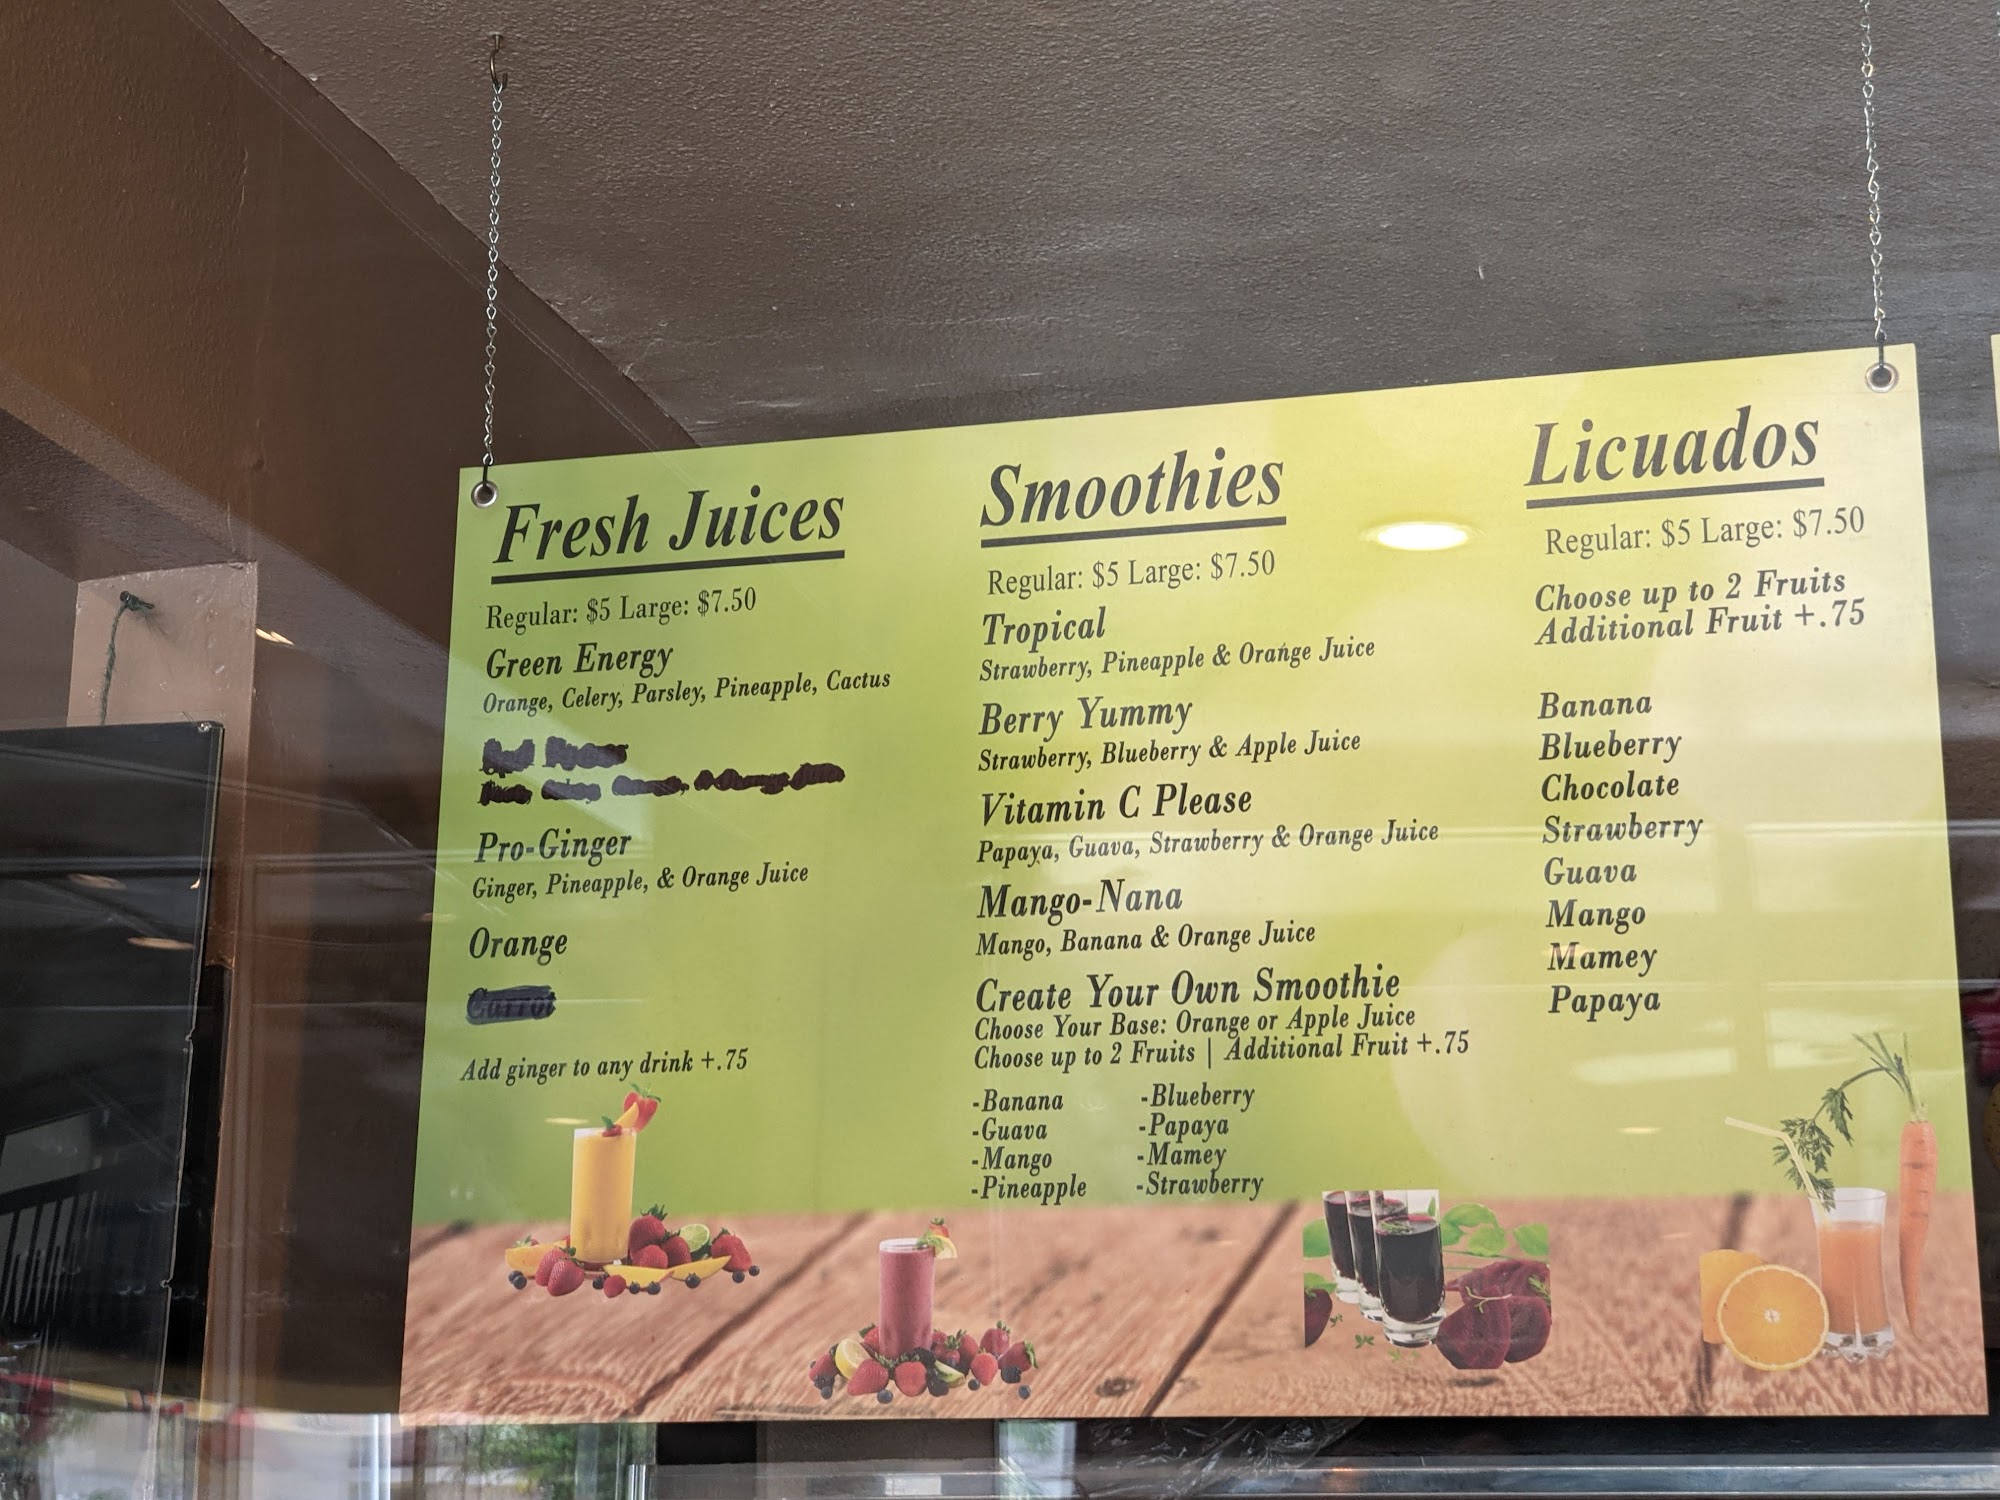 Fresh Juices
Regular: $5 Large: $7.50
Green Energy
Orange, Celery, Parsley, Pineapple, Cactus
Pro-Ginger
Ginger, Pineapple, & Orange Juice
Orange
Carrot
Add ginger to any drink +.75
Smoothies
Regular: $5 Large: $7.50
Tropical
Strawberry, Pineapple & Orange Juice
Berry Yummy
Strawberry, Blueberry & Apple Juice
Vitamin C Please
Papaya, Guava, Strawberry & Orange Juice
Mango-Nana
Mango, Banana & Orange Juice
Create Your Own Smoothie
Choose Your Base: Orange or Apple Juice
Choose up to 2 Fruits | Additional Fruit +.75
-Banana
-Guava
-Mango
-Pineapple
-Blueberry
-Papaya
-Mamey
-Strawberry
Licuados
Regular: $5 Large: $7.50
Choose up to 2 Fruits
Additional Fruit +.75
Banana
Blueberry
Chocolate
Strawberry
Guava
Mango
Mamey
Papaya